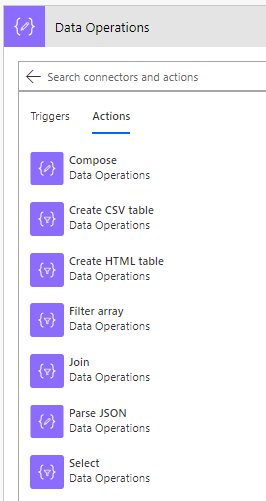 Data Operations
Search connectors and actions
Triggers Actions
Compose
Data Operations
Create CSV table
Data Operations
Create HTML table
Data Operations
Filter array
Data Operations
Join
Data Operations
Parse JSON
Data Operations
Select
Data Operations